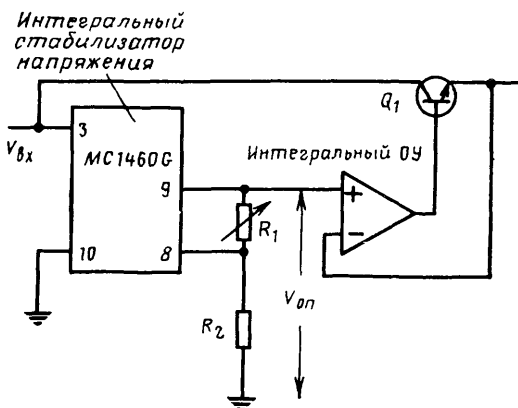 Интегральный
стабилизатор
напряжения
Q1
3
Vвх
MC1460G
Интегральный ОУ
9
+
R1
−
10
8
Vоп
R2